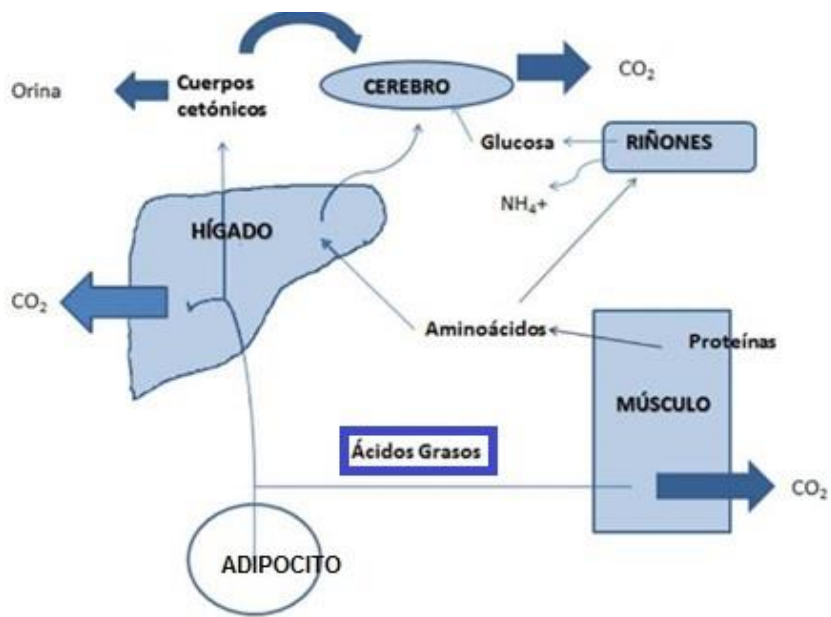 Orina
Cuerpos
cetónicos
CEREBRO
CO₂
Glucosa
RIÑONES
NH₄+
HÍGADO
CO₂
Aminoácidos
Proteínas
MÚSCULO
Ácidos Grasos
CO₂
ADIPOCITO